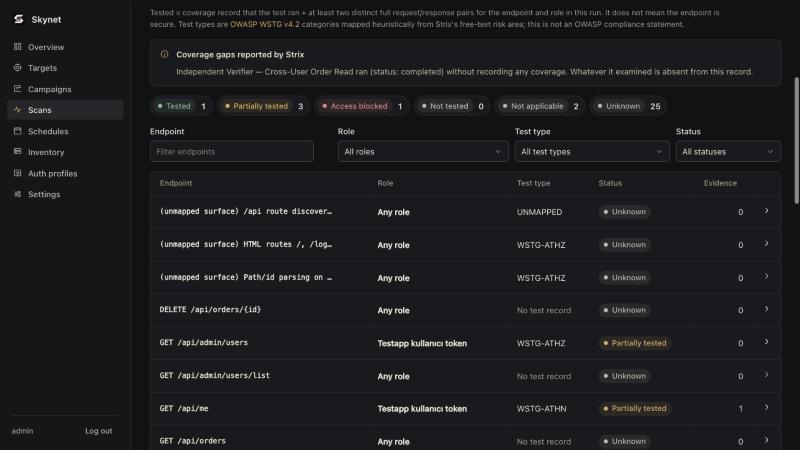 Skynet
Overview
Targets
Campaigns
Scans
Schedules
Inventory
Auth profiles
Settings
admin
Log out
Tested = coverage record that the test ran + at least two distinct full request/response pairs for the endpoint and role in this run. It does not mean the endpoint is
secure. Test types are OWASP WSTG v4.2 categories mapped heuristically from Strix's free-text risk area; this is not an OWASP compliance statement.
Coverage gaps reported by Strix
Independent Verifier — Cross-User Order Read ran (status: completed) without recording any coverage. Whatever it examined is absent from this record.
Tested 1 Partially tested 3 Access blocked 1 Not tested 0 Not applicable 2 Unknown 25
Endpoint Role Test type Status
Filter endpoints All roles All test types All statuses
Endpoint Role Test type Status Evidence
(unmapped surface) /api route discover… Any role UNMAPPED Unknown 0
(unmapped surface) HTML routes /, /log… Any role WSTG-ATHZ Unknown 0
(unmapped surface) Path/id parsing on … Any role WSTG-ATHZ Unknown 0
DELETE /api/orders/{id} Any role No test record Unknown 0
GET /api/admin/users Testapp kullanıcı token WSTG-ATHZ Partially tested 0
GET /api/admin/users/list Any role No test record Unknown 0
GET /api/me Testapp kullanıcı token WSTG-ATHN Partially tested 1
GET /api/orders Any role No test record Unknown 0